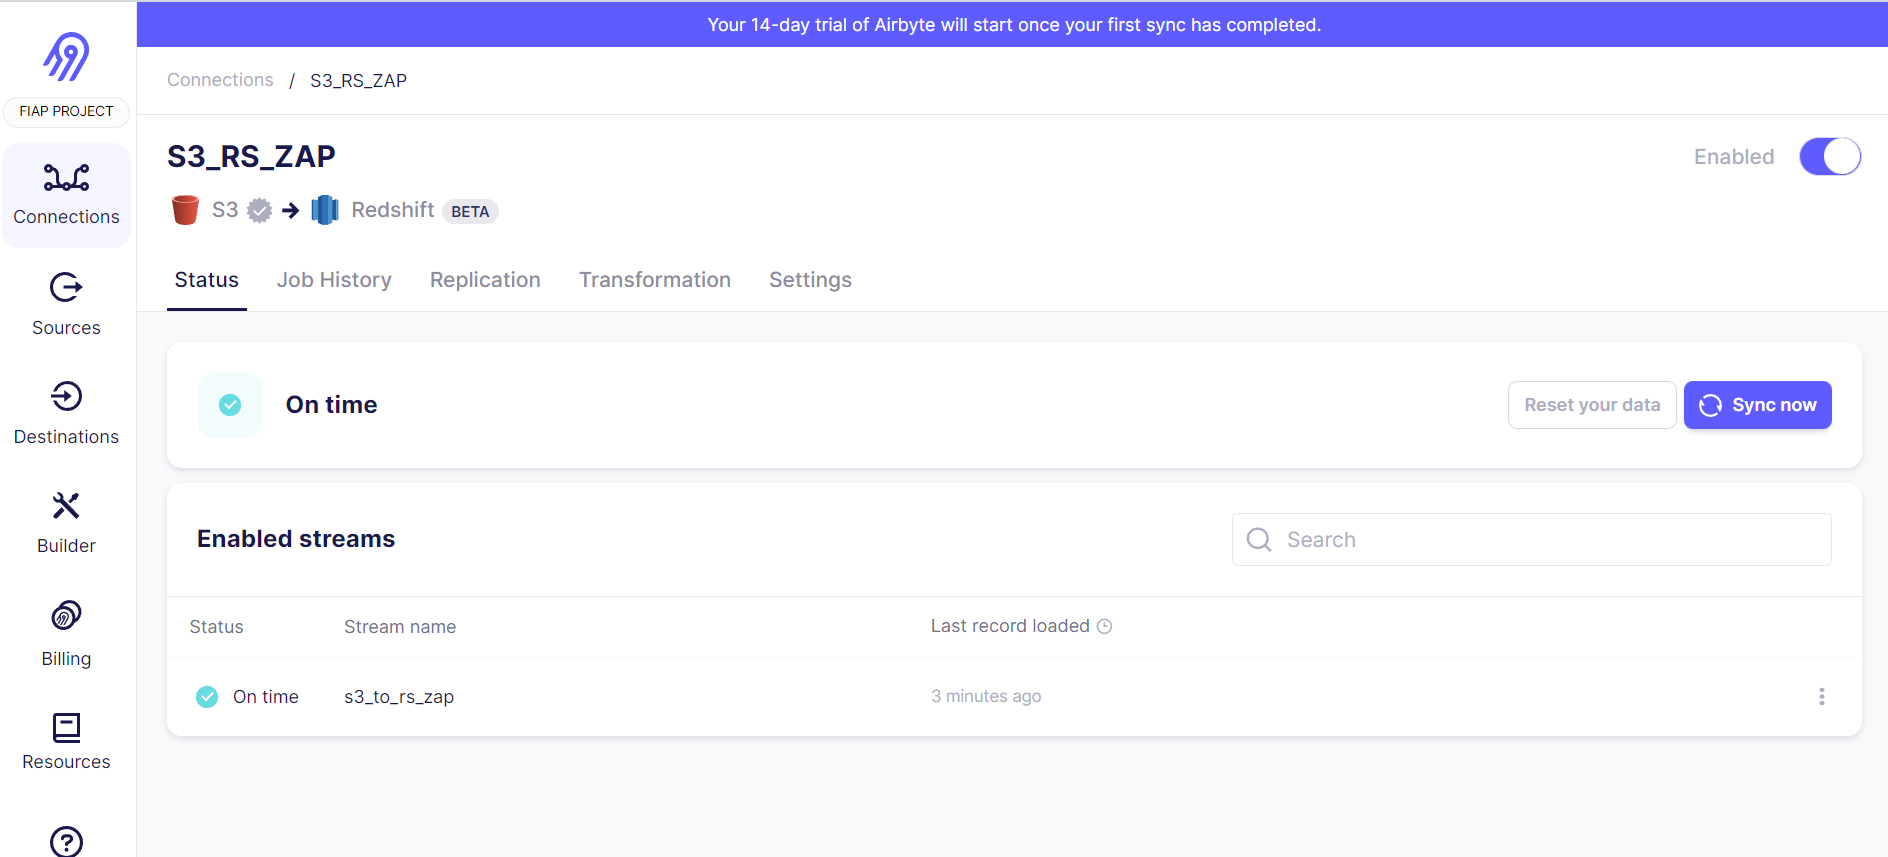 Your 14-day trial of Airbyte will start once your first sync has completed.
FIAP PROJECT
Connections
Sources
Destinations
Builder
Billing
Resources
Connections / S3_RS_ZAP
S3_RS_ZAP
Enabled
S3 Redshift BETA
Status Job History Replication Transformation Settings
On time
Reset your data Sync now
Enabled streams
Search
Status Stream name Last record loaded
On time s3_to_rs_zap 3 minutes ago